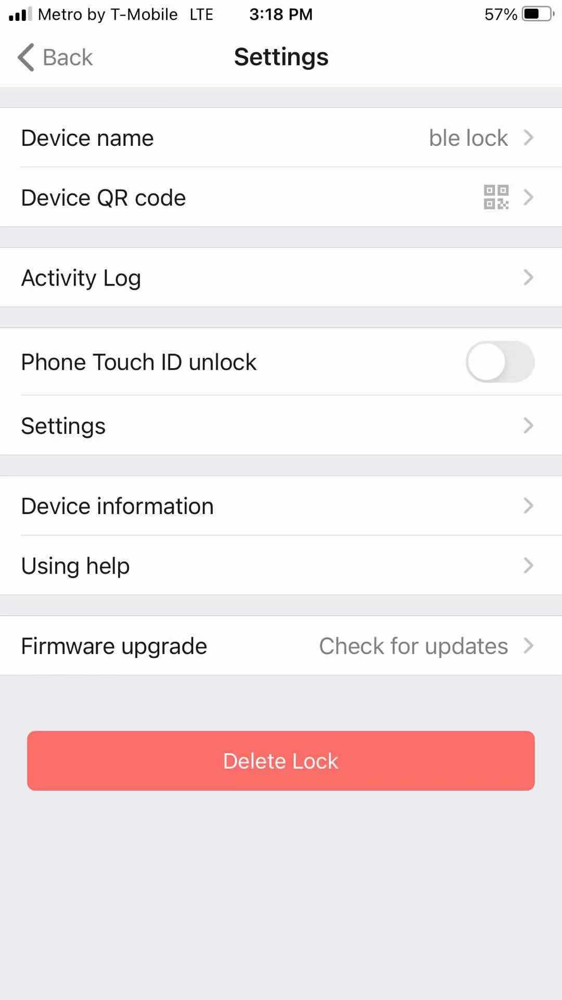 Metro by T-Mobile LTE 3:18 PM 57%
Back Settings
Device name ble lock
Device QR code
Activity Log
Phone Touch ID unlock
Settings
Device information
Using help
Firmware upgrade Check for updates
Delete Lock